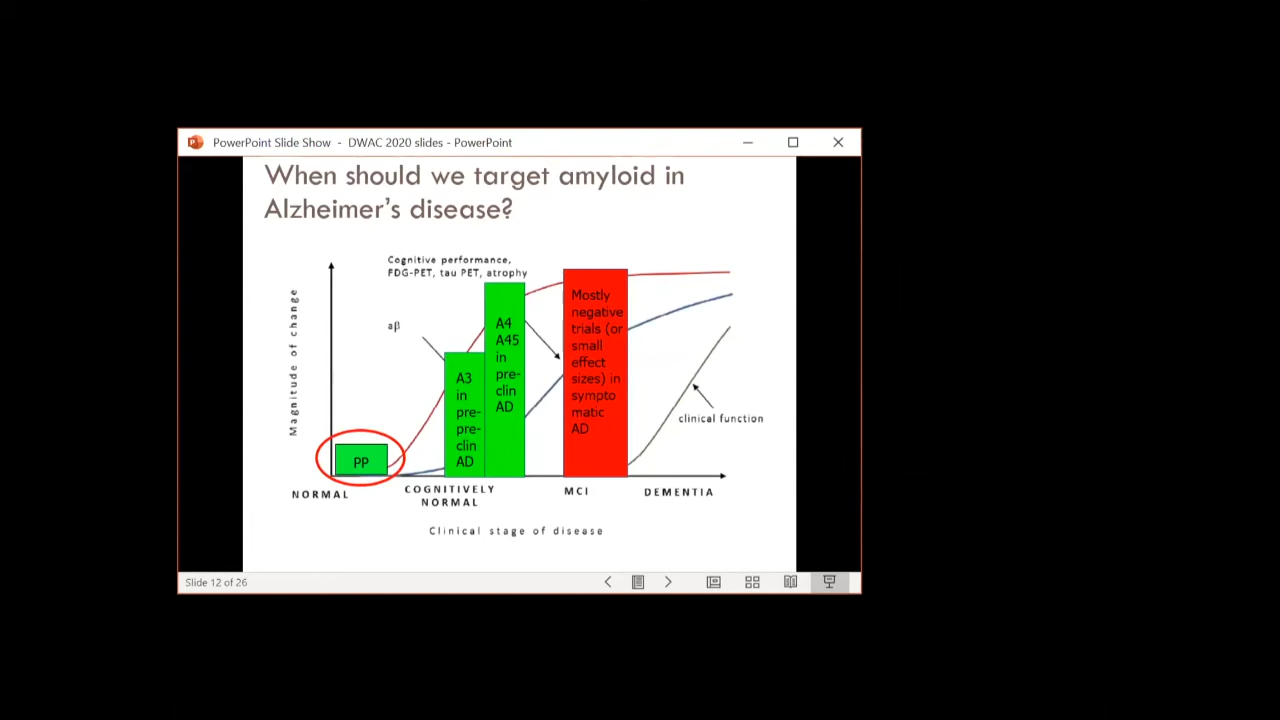 PowerPoint Slide Show - DWAC 2020 slides - PowerPoint
When should we target amyloid in
Alzheimer's disease?
Cognitive performance,
FDG-PET, tau PET, atrophy
Magnitude of change
aβ
A3
in
pre-
pre-
clin
AD
A4
A45
in
pre-
clin
AD
Mostly
negative
trials (or
small
effect
sizes) in
sympto
matic
AD
clinical function
PP
NORMAL
COGNITIVELY
NORMAL
MCI
DEMENTIA
Clinical stage of disease
Slide 12 of 26